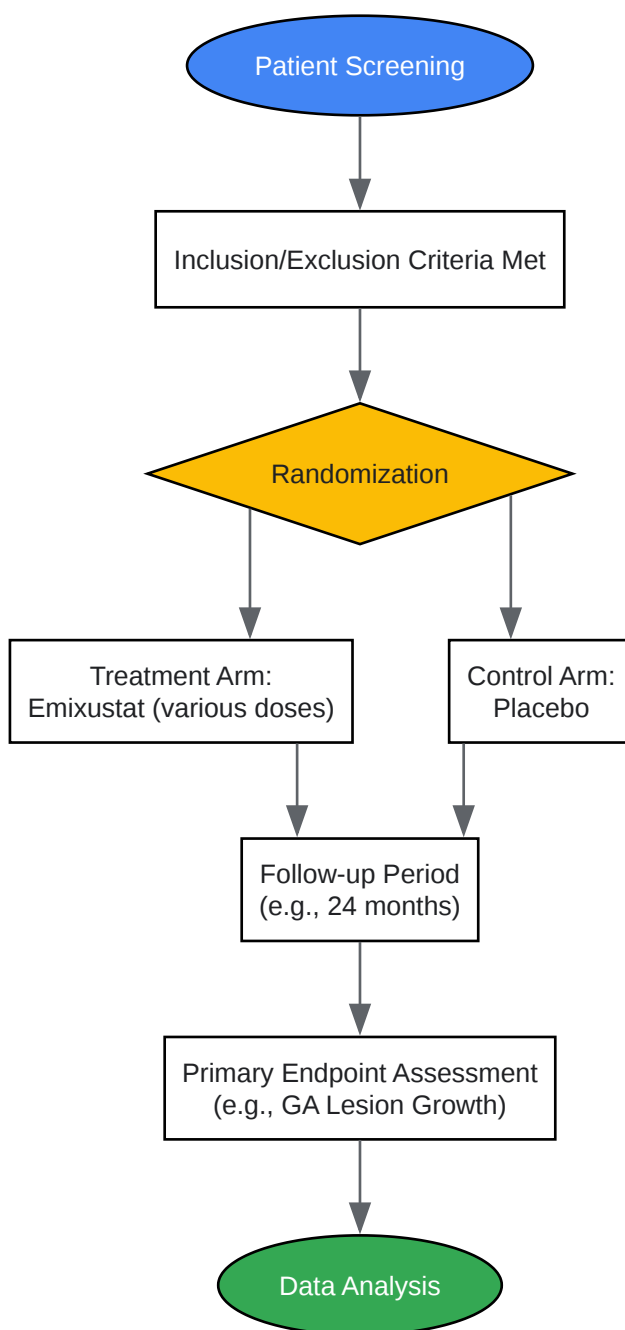 Patient Screening
Inclusion/Exclusion Criteria Met
Randomization
Treatment Arm:
Emixustat (various doses)
Control Arm:
Placebo
Follow-up Period
(e.g., 24 months)
Primary Endpoint Assessment
(e.g., GA Lesion Growth)
Data Analysis